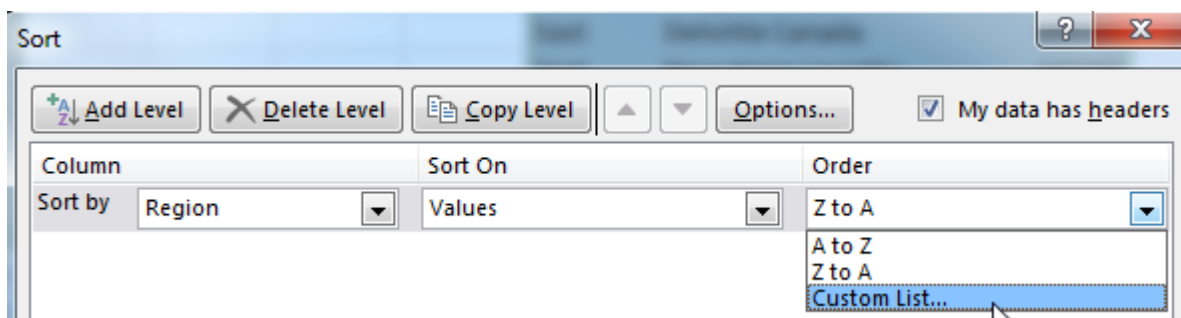 Sort
Add Level Delete Level Copy Level Options... My data has headers
Column Sort On Order
Sort by Region Values Z to A
A to Z
Z to A
Custom List...